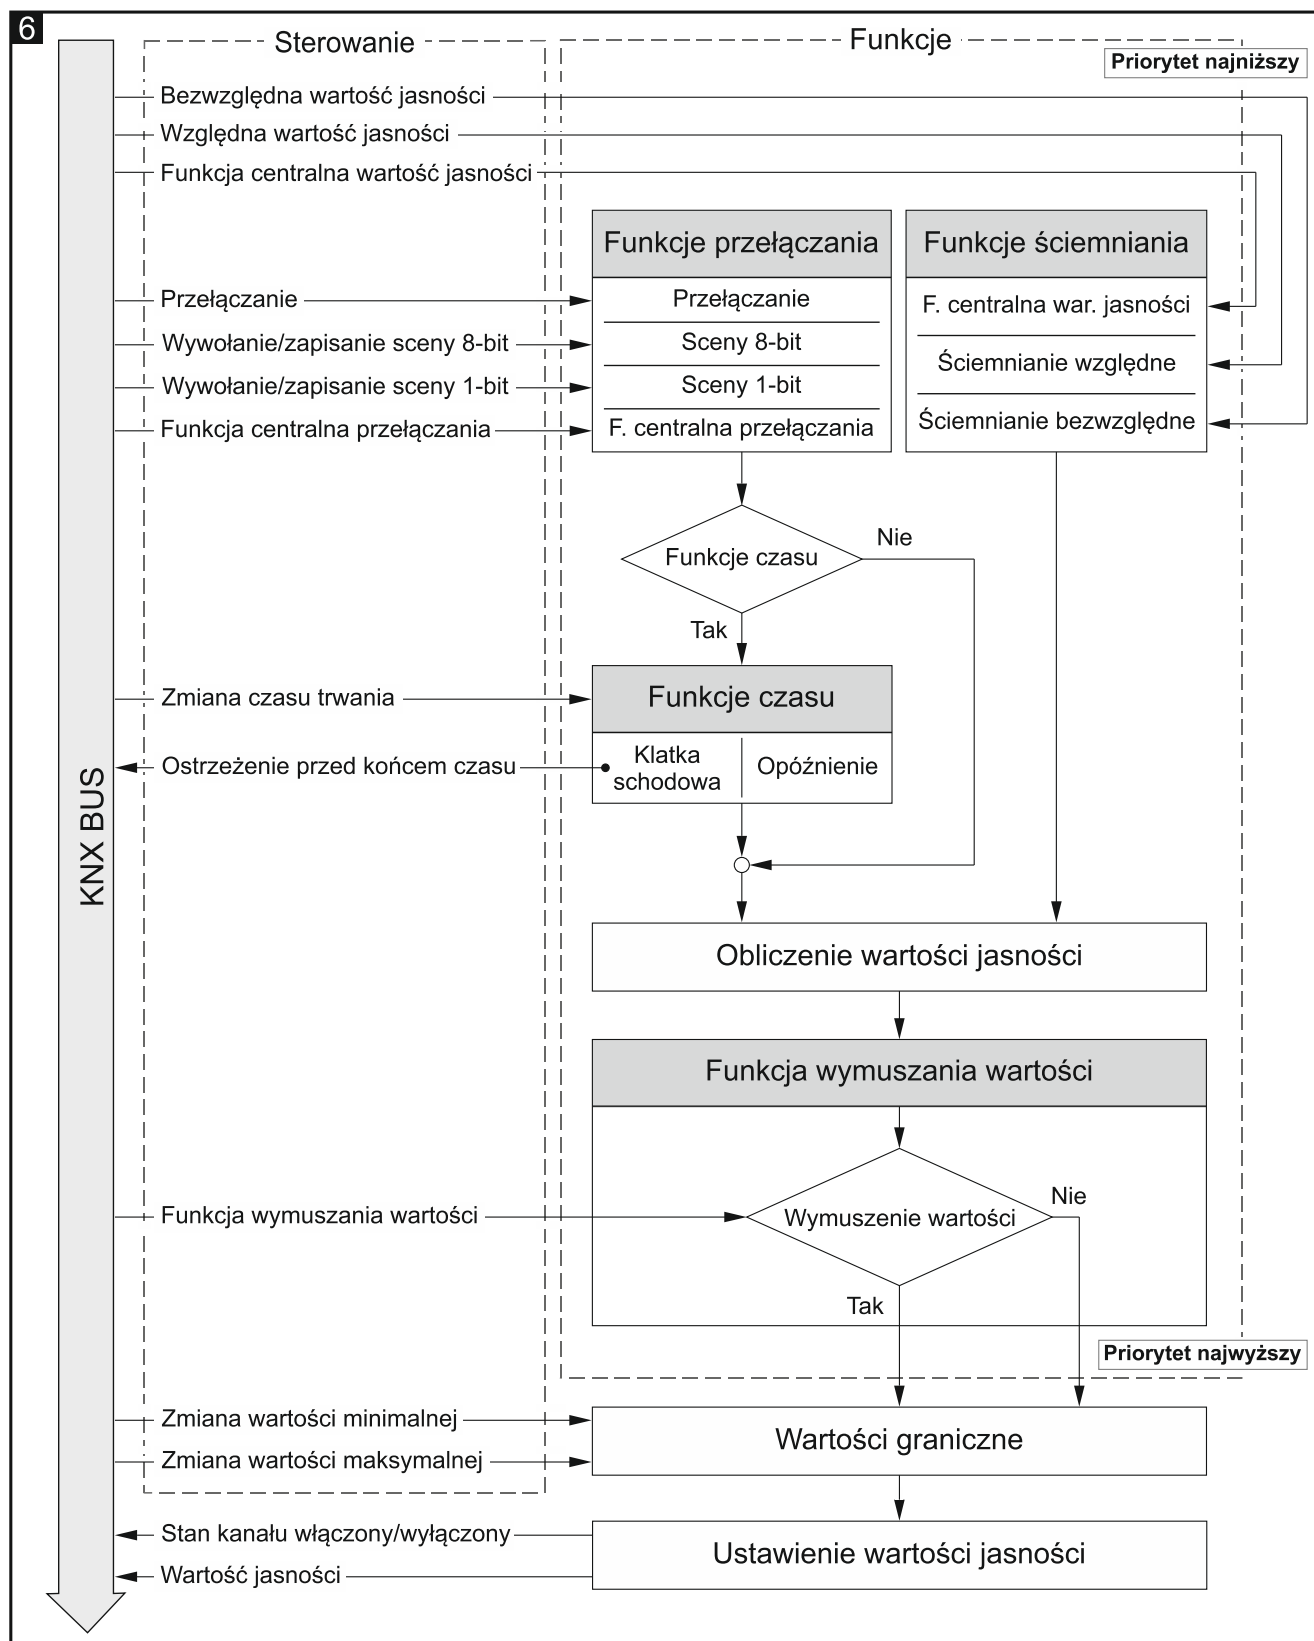 6
Sterowanie
Funkcje
Priorytet najniższy
Bezwzględna wartość jasności
Względna wartość jasności
Funkcja centralna wartość jasności
Funkcje przełączania
Funkcje ściemniania
Przełączanie
Przełączanie
F. centralna war. jasności
Wywołanie/zapisanie sceny 8-bit
Sceny 8-bit
Ściemnianie względne
Wywołanie/zapisanie sceny 1-bit
Sceny 1-bit
Funkcja centralna przełączania
F. centralna przełączania
Ściemnianie bezwzględne
Funkcje czasu
Nie
Tak
Zmiana czasu trwania
Funkcje czasu
Ostrzeżenie przed końcem czasu
Klatka
schodowa
Opóźnienie
KNX BUS
Obliczenie wartości jasności
Funkcja wymuszania wartości
Funkcja wymuszania wartości
Wymuszenie wartości
Nie
Tak
Priorytet najwyższy
Zmiana wartości minimalnej
Zmiana wartości maksymalnej
Wartości graniczne
Stan kanału włączony/wyłączony
Wartość jasności
Ustawienie wartości jasności